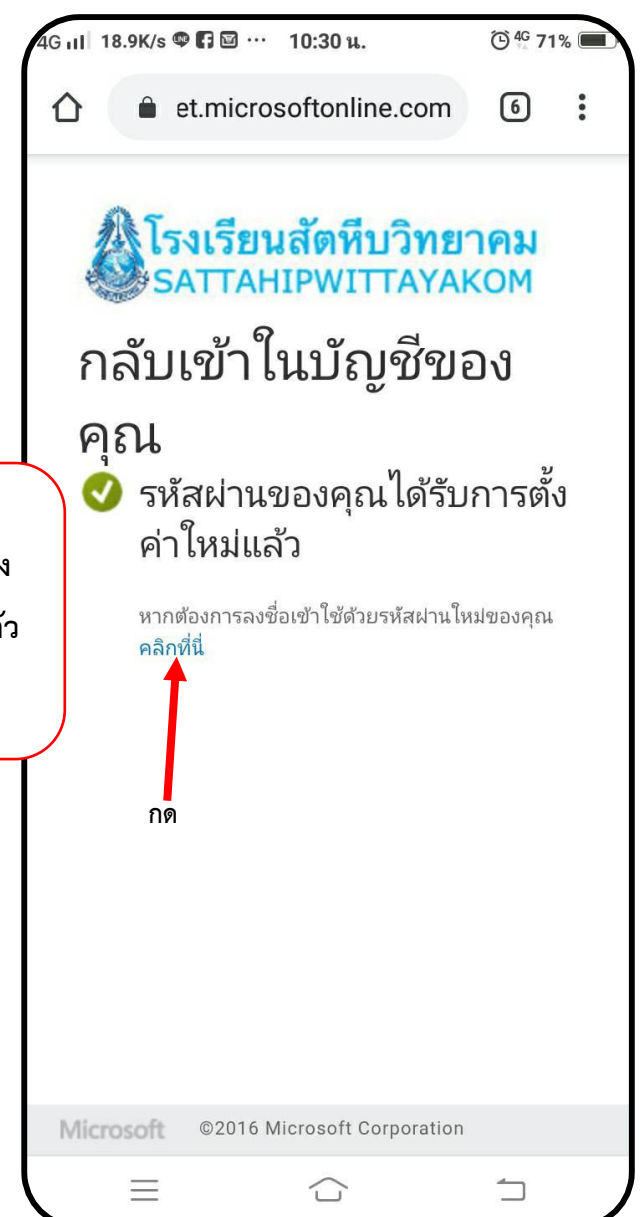 4G 18.9K/s ... 10:30 น. 4G 71%
et.microsoftonline.com 6
โรงเรียนสัตหีบวิทยาคม
SATTAHIPWITTAYAKOM
กลับเข้าในบัญชีของ
คุณ
รหัสผ่านของคุณได้รับการตั้ง
ค่าใหม่แล้ว
หากต้องการลงชื่อเข้าใช้ด้วยรหัสผ่านใหม่ของคุณ
คลิกที่นี่
กด
Microsoft ©2016 Microsoft Corporation